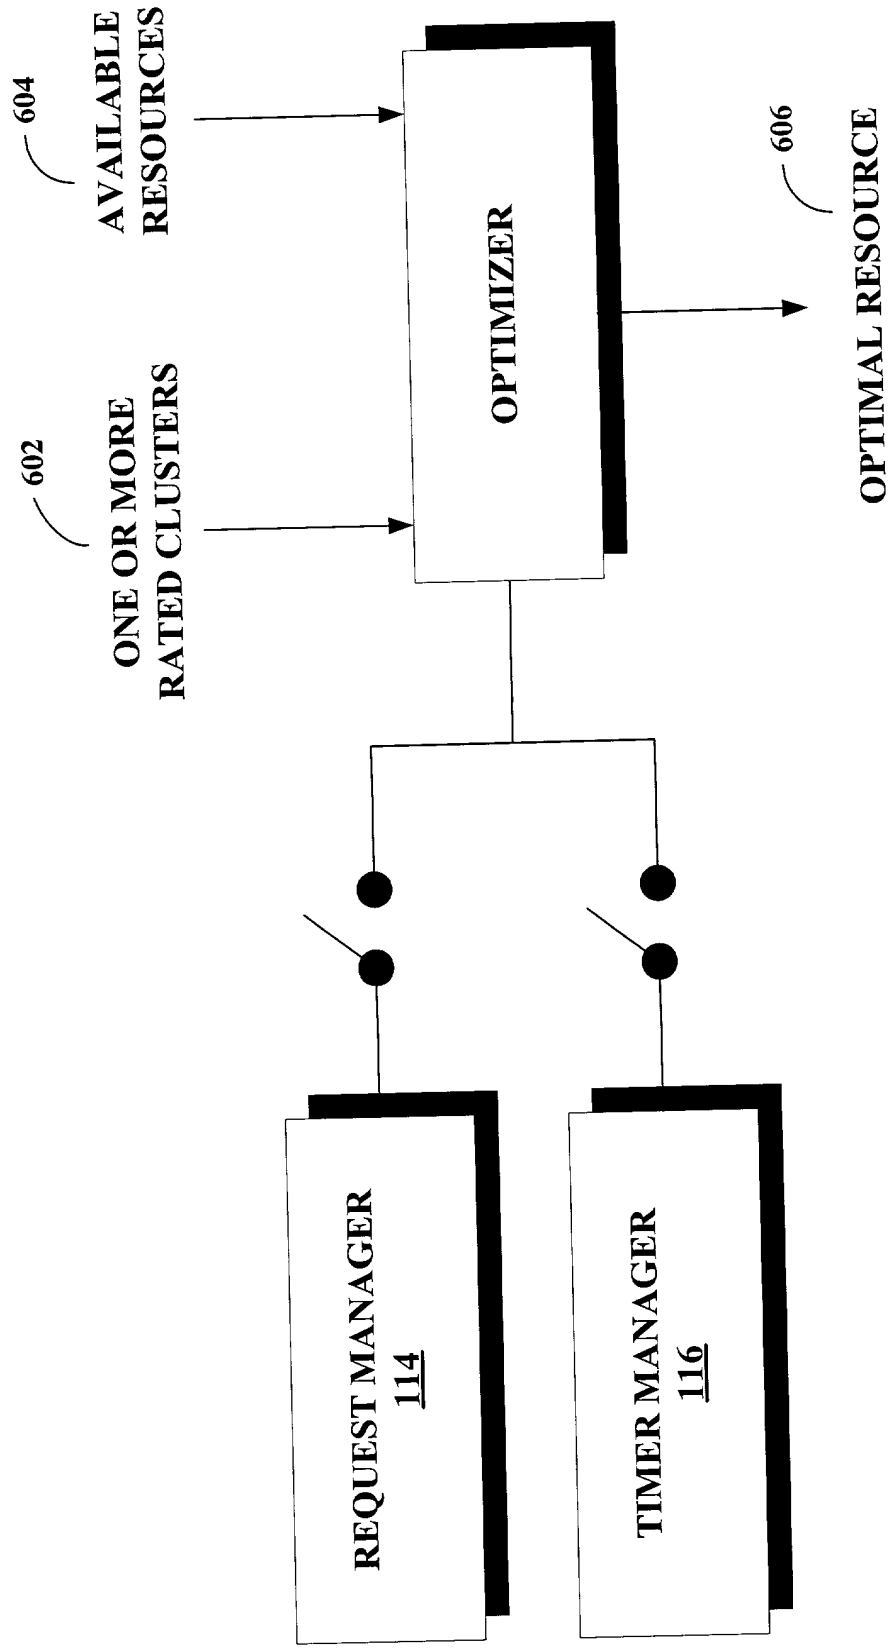 602
ONE OR MORE
RATED CLUSTERS
604
AVAILABLE
RESOURCES
REQUEST MANAGER
114
OPTIMIZER
TIMER MANAGER
116
606
OPTIMAL RESOURCE